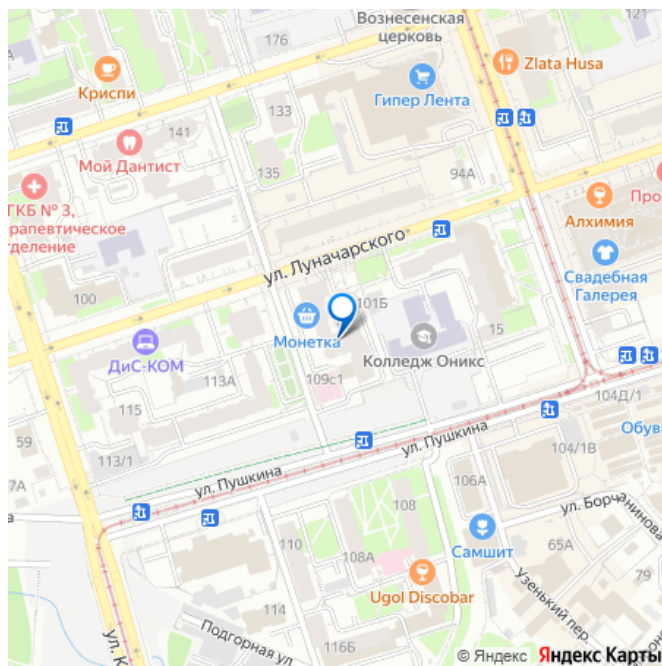 Вознесенская
церковь
121
176
Zlata Husa
Криспи
Гипер Лента
133
141
Мой Дантист
135
94А
ГКБ № 3,
Про
Алхимия
отделение
ул. Луначарского
Свадебная
Галерея
100
101Б
15
Монетка
Колледж Оникс
ДиС-КОМ
113А
109с1
104Д/1
115
Обув
59
ул. Пушкина
104/1В
113/1
106А
ул. Пушкина
ул. Борчанинова
108
Самшит
65А
110
108А
79
Узенький пер.
Ugol Discobar
114
Подгорная ул.
116Б
ул. К
© Яндекс Яндекс Карты